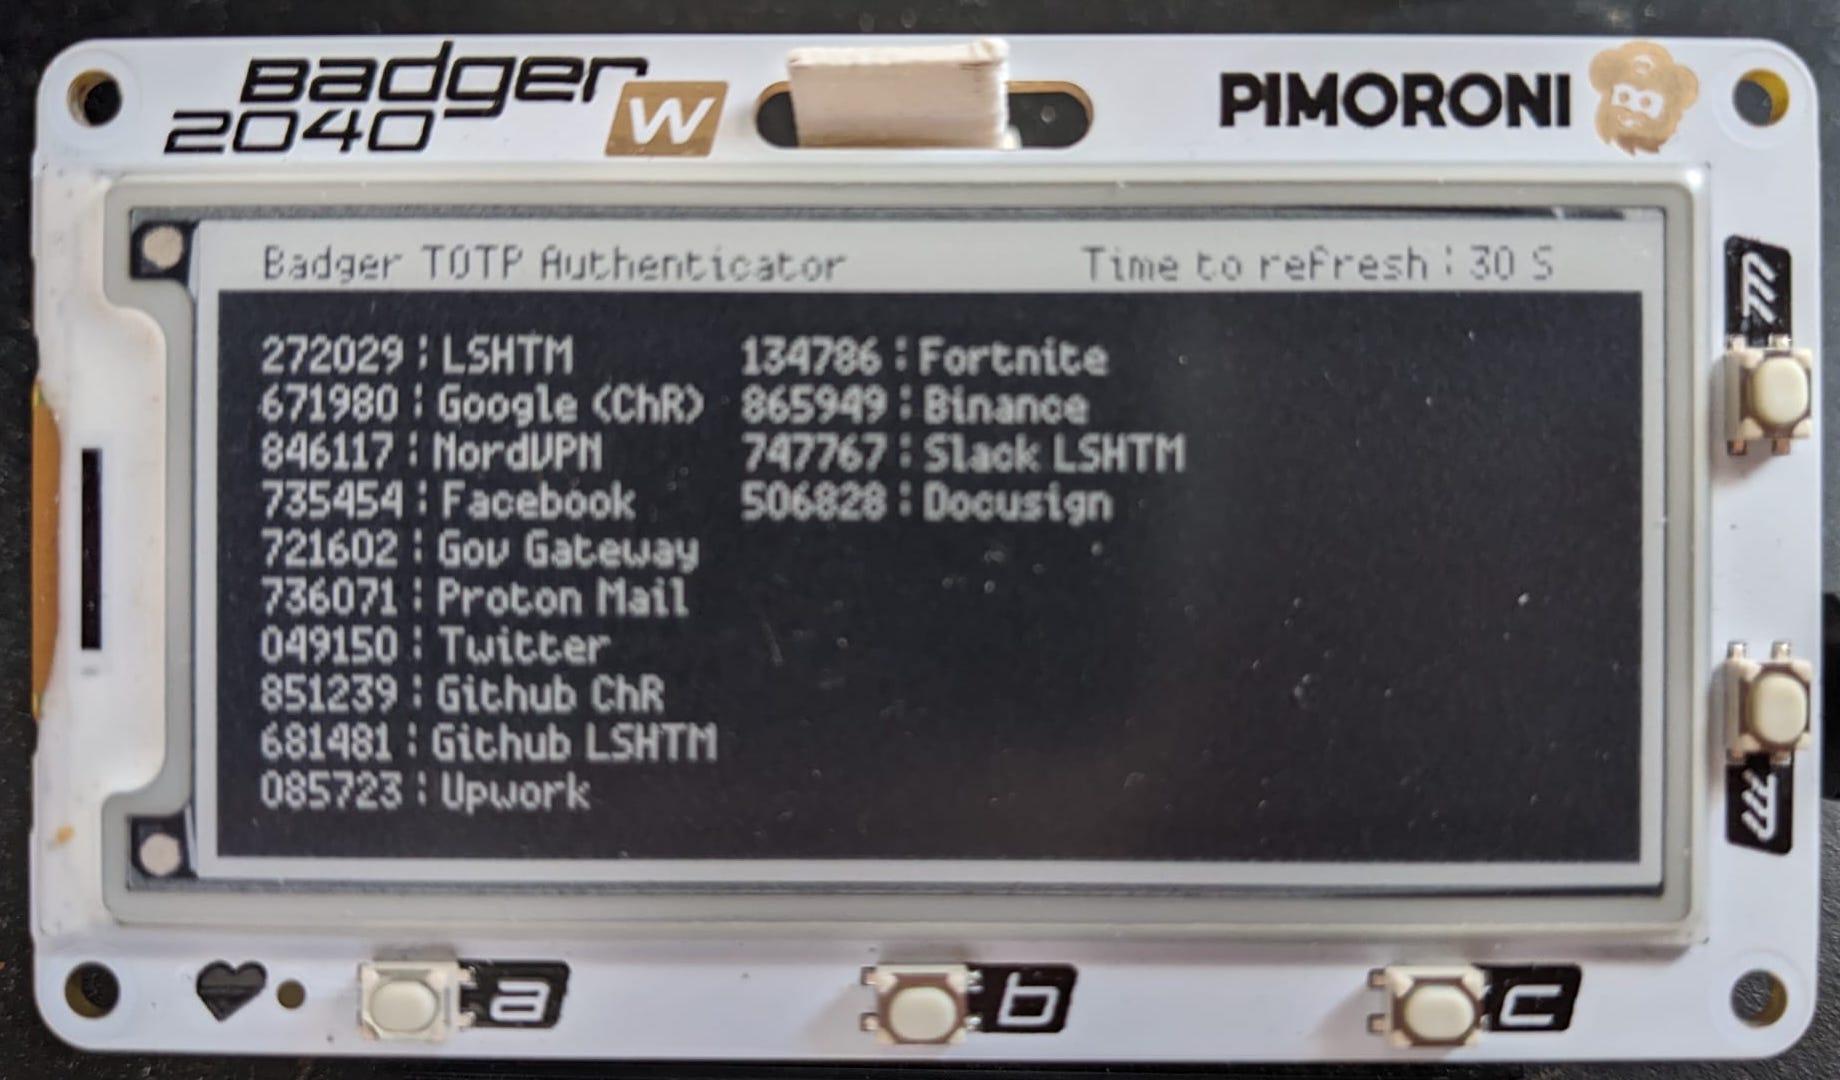 Badger
2040 W
PIMORONI
Badger TOTP Authenticator
Time to refresh : 30 S
272029 : LSHTM
671980 : Google (ChR)
846117 : NordVPN
735454 : Facebook
721602 : Gov Gateway
736071 : Proton Mail
049150 : Twitter
851239 : Github ChR
681481 : Github LSHTM
085723 : Upwork
134786 : Fortnite
865949 : Binance
747767 : Slack LSHTM
506828 : Docusign
a
b
c